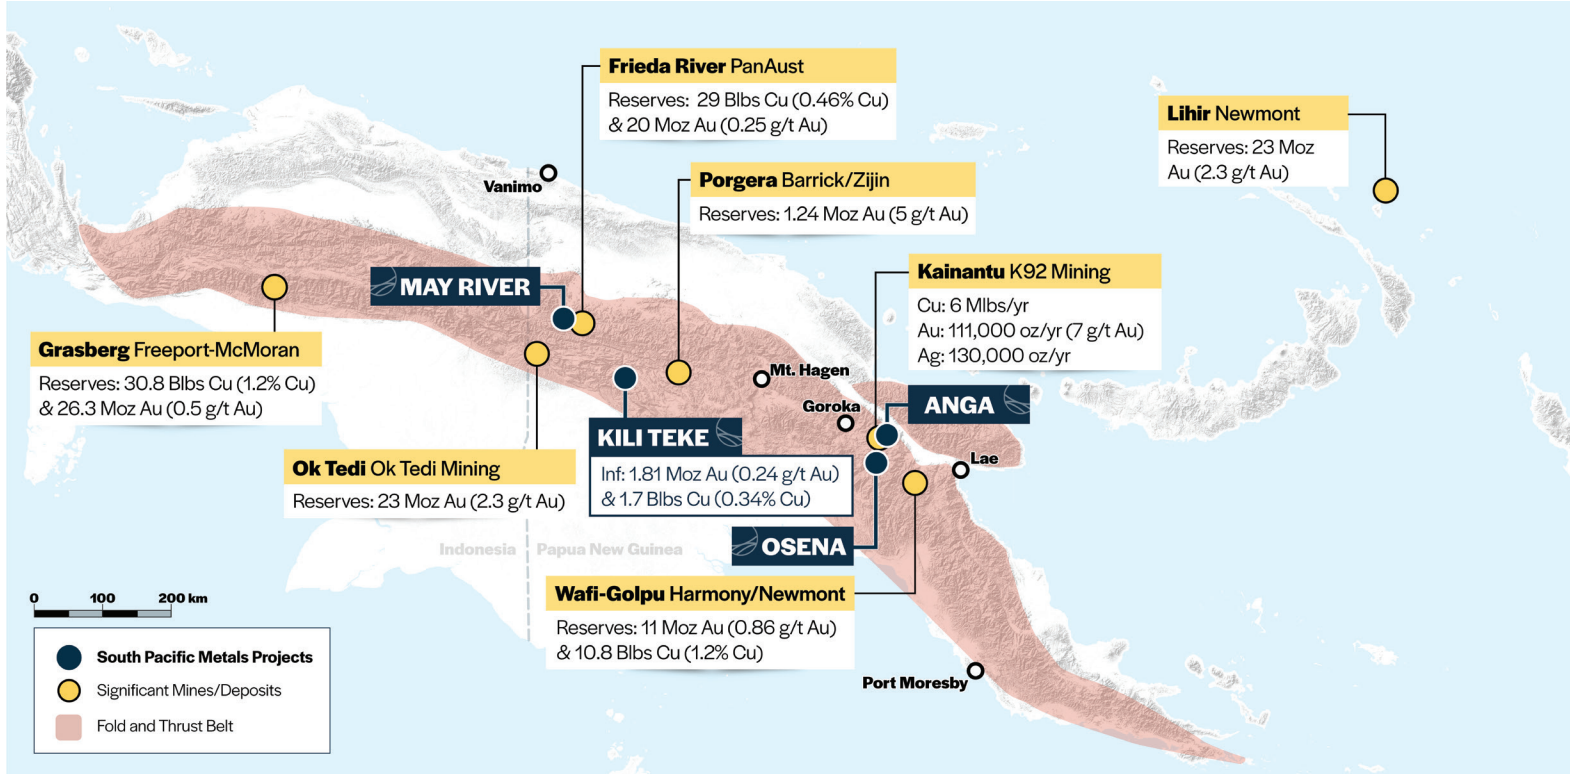 Frieda River PanAust
Reserves: 29 Blbs Cu (0.46% Cu)
& 20 Moz Au (0.25 g/t Au)
Lihir Newmont
Reserves: 23 Moz
Au (2.3 g/t Au)
Vanimo
Porgera Barrick/Zijin
Reserves: 1.24 Moz Au (5 g/t Au)
Kainantu K92 Mining
Cu: 6 Mlbs/yr
Au: 111,000 oz/yr (7 g/t Au)
Ag: 130,000 oz/yr
MAY RIVER
Grasberg Freeport-McMoran
Reserves: 30.8 Blbs Cu (1.2% Cu)
& 26.3 Moz Au (0.5 g/t Au)
Mt. Hagen
Goroka
ANGA
KILI TEKE
Inf: 1.81 Moz Au (0.24 g/t Au)
& 1.7 Blbs Cu (0.34% Cu)
Lae
Ok Tedi Ok Tedi Mining
Reserves: 23 Moz Au (2.3 g/t Au)
OSENA
Indonesia
Papua New Guinea
Wafi-Golpu Harmony/Newmont
Reserves: 11 Moz Au (0.86 g/t Au)
& 10.8 Blbs Cu (1.2% Cu)
Port Moresby
0 100 200 km
South Pacific Metals Projects
Significant Mines/Deposits
Fold and Thrust Belt